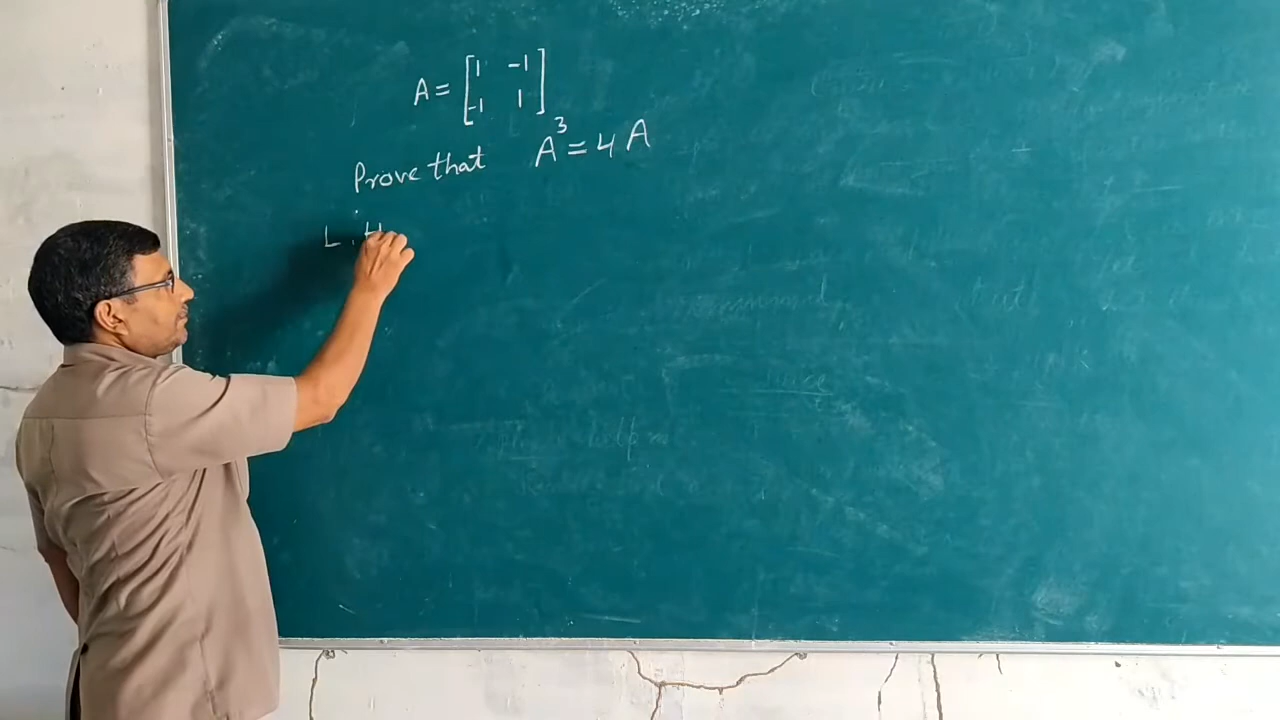 A = [1 -1
-1 1]
Prove that A³ = 4A
L.H